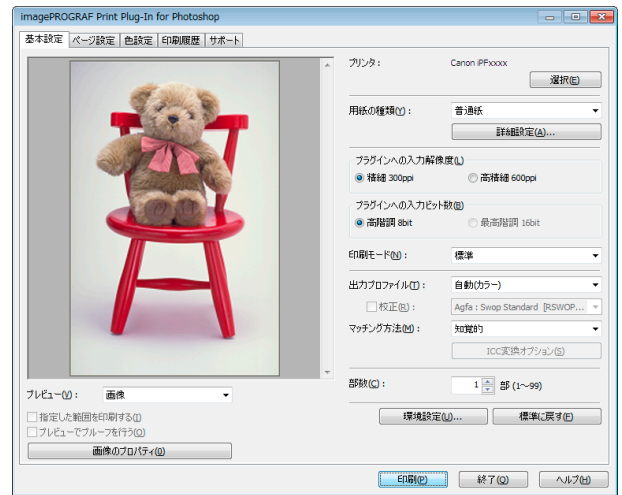 imagePROGRAF Print Plug-In for Photoshop
基本設定 ページ設定 色設定 印刷履歴 サポート
プリンタ： Canon iPFxxxx
選択(E)
用紙の種類(Y)： 普通紙
詳細設定(A)...
プラグインへの入力解像度(L)
精細 300ppi 高精細 600ppi
プラグインへの入力ビット数(B)
高階調 8bit 最高階調 16bit
印刷モード(N)： 標準
出力プロファイル(T)： 自動(カラー)
校正(R)： Agfa : Swop Standard [RSWOP...
マッチング方法(M)： 知覚的
ICC変換オプション(S)
部数(C)： 1 部 (1～99)
プレビュー(V)： 画像
指定した範囲を印刷する(I)
プレビューでプルーフを行う(O)
画像のプロパティ(O)
環境設定(U)... 標準に戻す(F)
印刷(P) 終了(Q) ヘルプ(H)